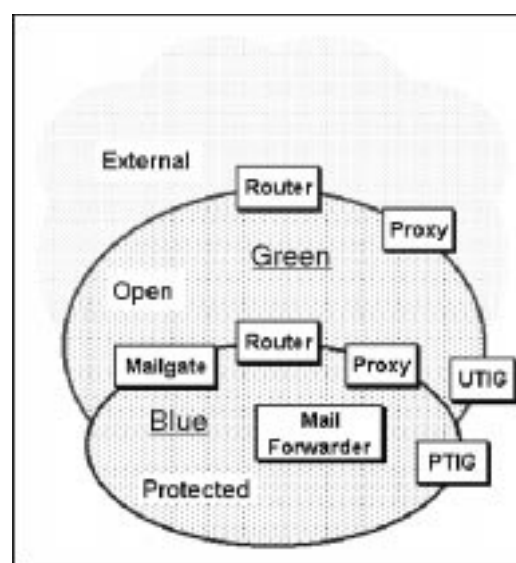 External
Router
Proxy
Green
Open
Router
Mailgate
Proxy
UTIG
Blue
Mail
Forwarder
PTIG
Protected